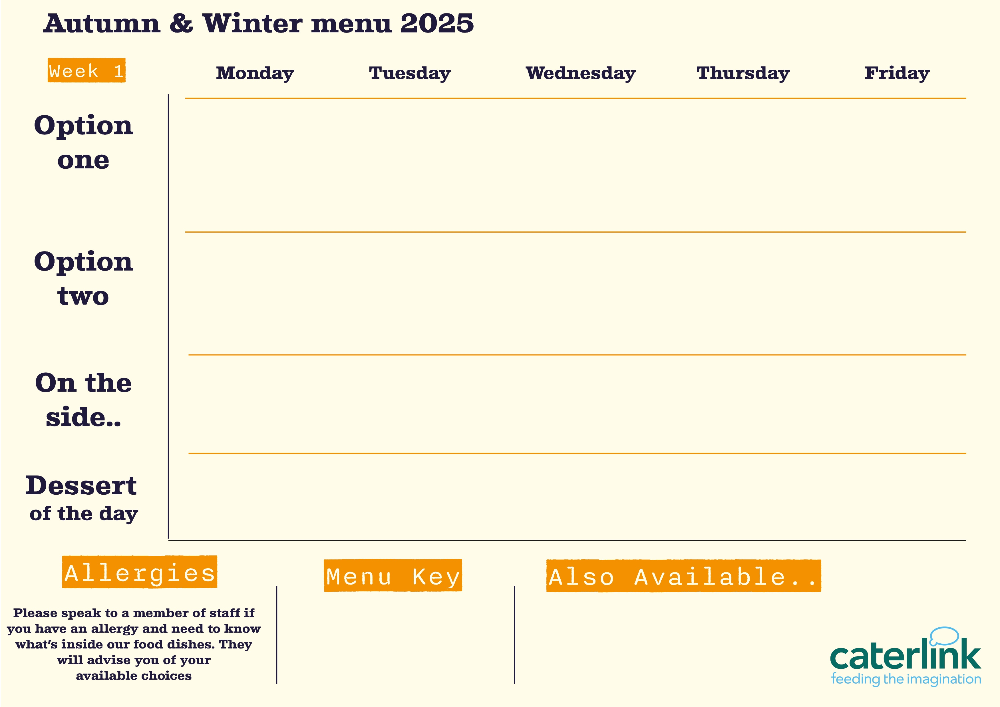 Autumn & Winter menu 2025
Week 1
Monday
Tuesday
Wednesday
Thursday
Friday
Option
one
Option
two
On the
side..
Dessert
of the day
Allergies
Please speak to a member of staff if
you have an allergy and need to know
what's inside our food dishes. They
will advise you of your
available choices
Menu Key
Also Available..
caterlink
feeding the imagination